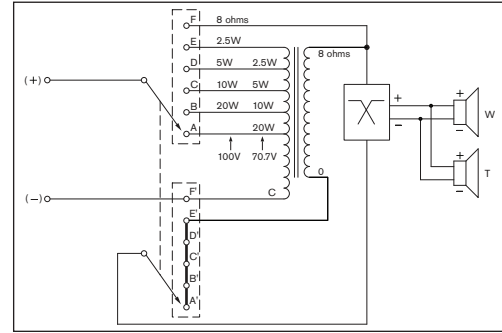 F 8 ohms
E 2.5W 8 ohms
D 5W 2.5W
(+) C 10W 5W
B 20W 10W + + W
A 20W − −
100V 70.7V + T
0 −
(−) F' C
E'
D'
C'
B'
A'